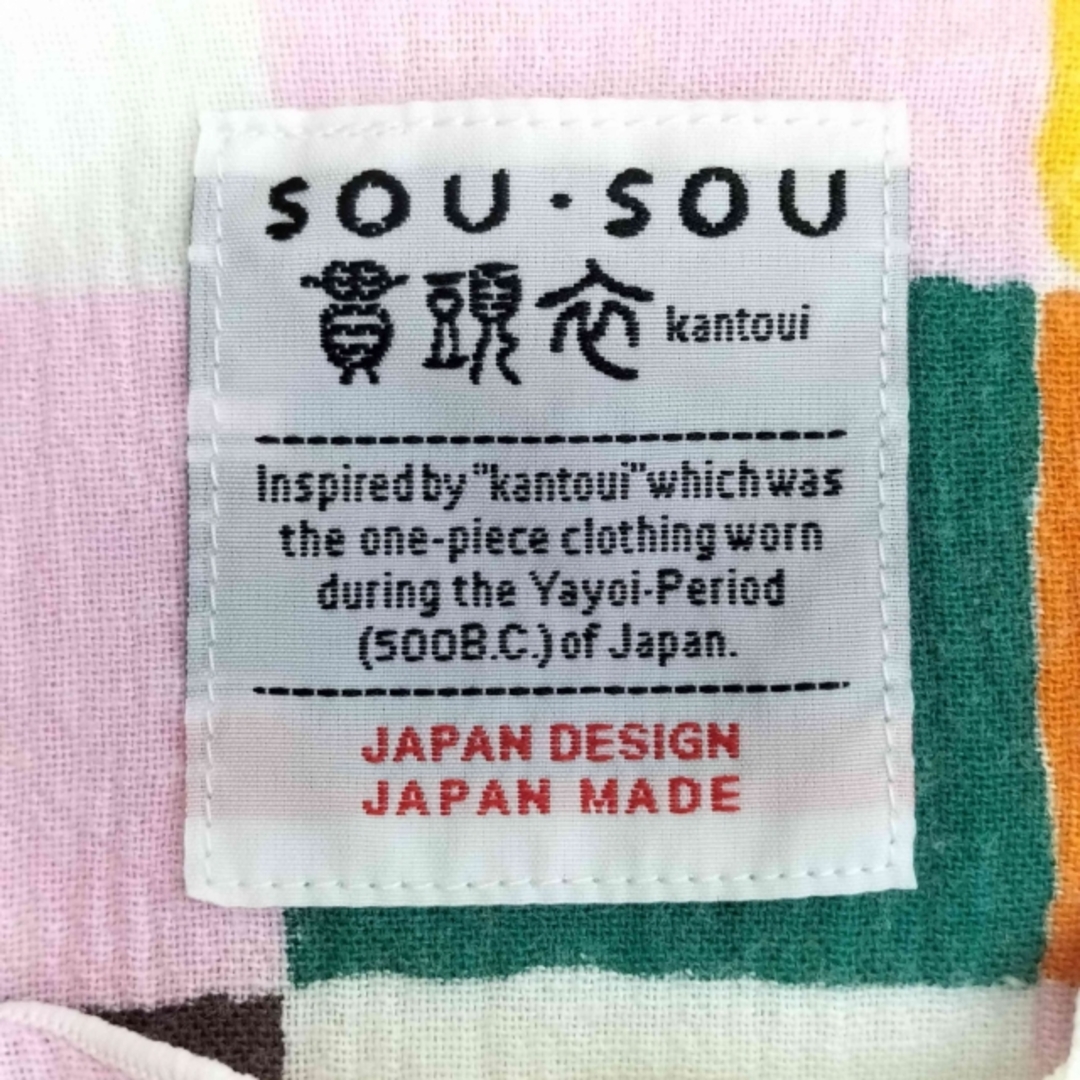 SOU・SOU
貫頭衣 kantoui
Inspired by "kantoui" which was
the one-piece clothing worn
during the Yayoi-Period
(500B.C.) of Japan.
JAPAN DESIGN
JAPAN MADE